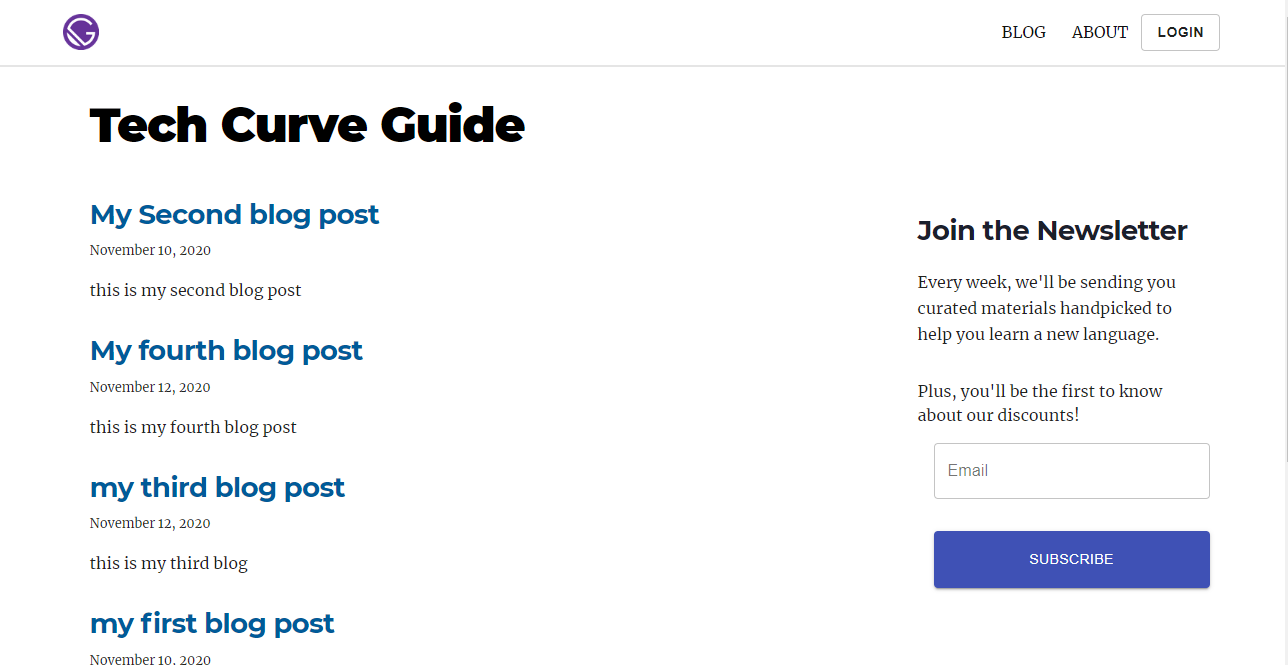 BLOG
ABOUT
LOGIN
Tech Curve Guide
My Second blog post
November 10, 2020
this is my second blog post
My fourth blog post
November 12, 2020
this is my fourth blog post
my third blog post
November 12, 2020
this is my third blog
my first blog post
November 10, 2020
Join the Newsletter
Every week, we'll be sending you
curated materials handpicked to
help you learn a new language.
Plus, you'll be the first to know
about our discounts!
Email
SUBSCRIBE